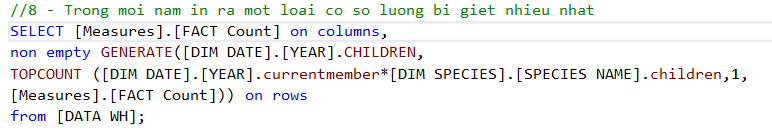 //8 - Trong moi nam in ra mot loai co so luong bi giet nhieu nhat
SELECT [Measures].[FACT Count] on columns,
non empty GENERATE([DIM DATE].[YEAR].CHILDREN,
TOPCOUNT ([DIM DATE].[YEAR].currentmember*[DIM SPECIES].[SPECIES NAME].children,1,
[Measures].[FACT Count])) on rows
from [DATA WH];